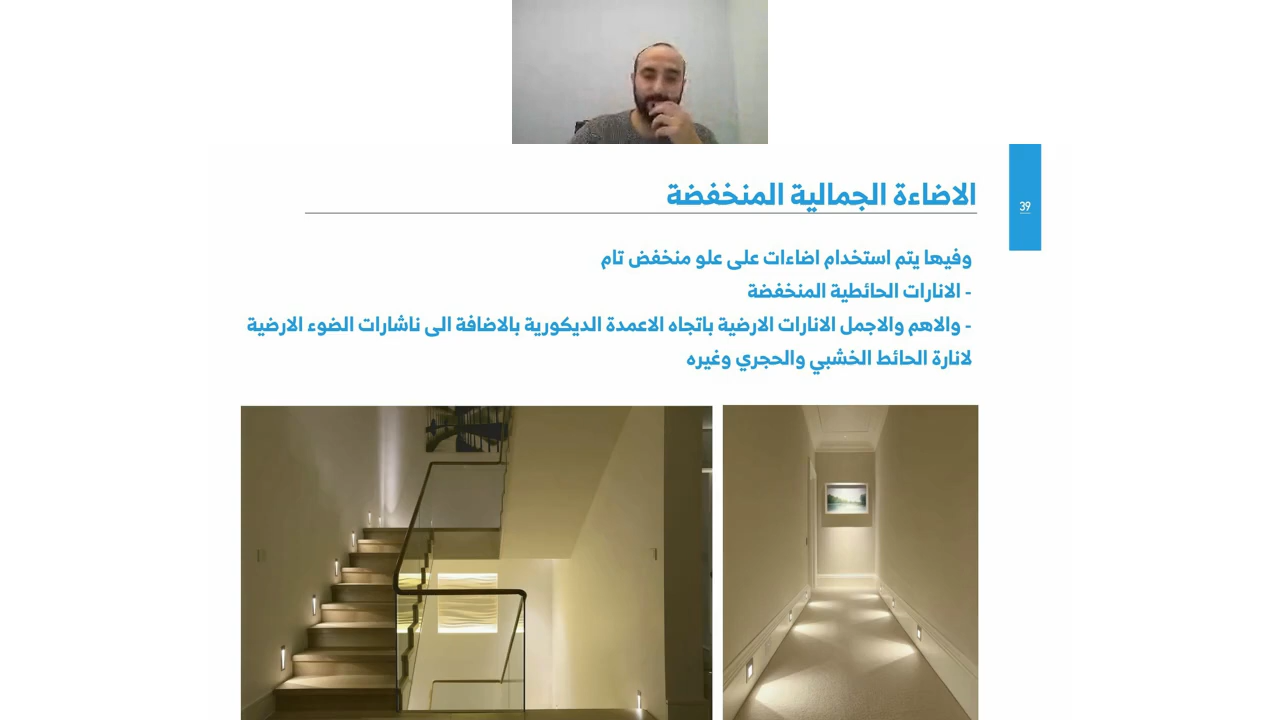 الاضاءة الجمالية المنخفضة
39
وفيها يتم استخدام اضاءات على علو منخفض تام
- الانارات الحائطية المنخفضة
- والاهم والاجمل الانارات الارضية باتجاه الاعمدة الديكورية بالاضافة الى ناشارات الضوء الارضية
لانارة الحائط الخشبي والحجري وغيره